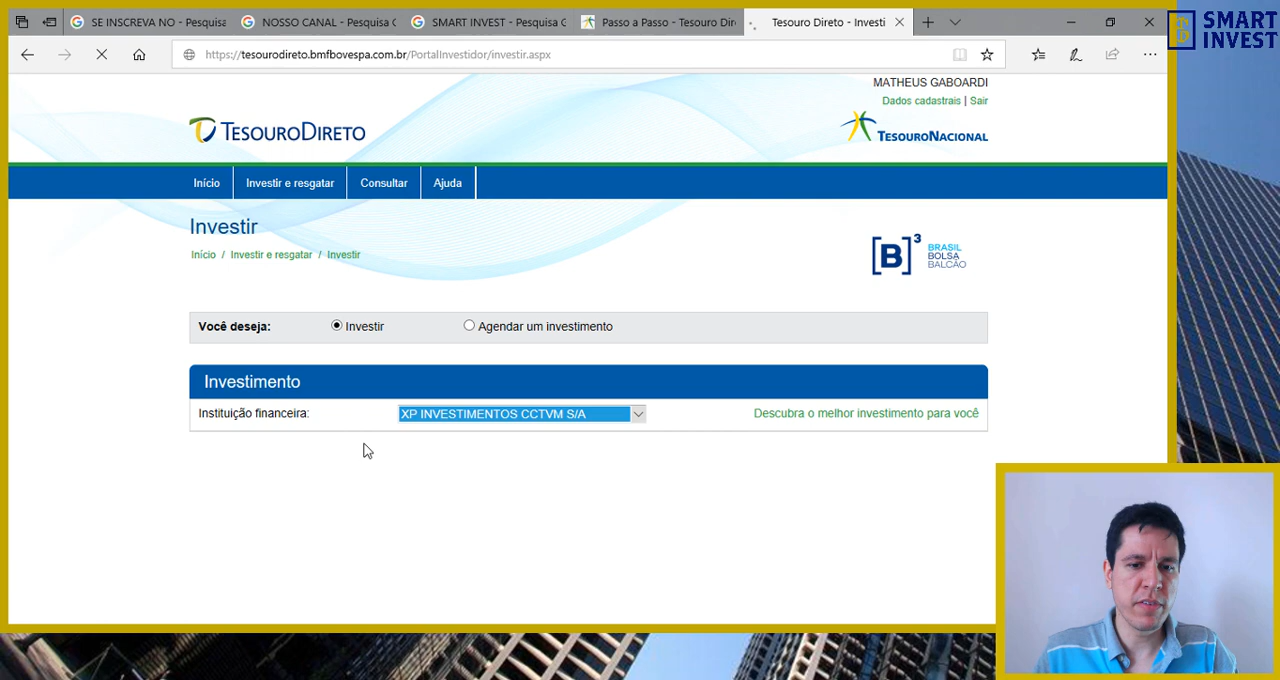 SE INSCREVA NO - Pesquisa
NOSSO CANAL - Pesquisa G
SMART INVEST - Pesquisa G
Passo a Passo - Tesouro Dir
Tesouro Direto - Investi
SMART
INVEST
https://tesourodireto.bmfbovespa.com.br/PortalInvestidor/investir.aspx
MATHEUS GABOARDI
Dados cadastrais | Sair
TESOURODIRETO
TESOURONACIONAL
Início
Investir e resgatar
Consultar
Ajuda
Investir
Início / Investir e resgatar / Investir
[B]³ BRASIL
BOLSA
BALCÃO
Você deseja:
Investir
Agendar um investimento
Investimento
Instituição financeira:
XP INVESTIMENTOS CCTVM S/A
Descubra o melhor investimento para você